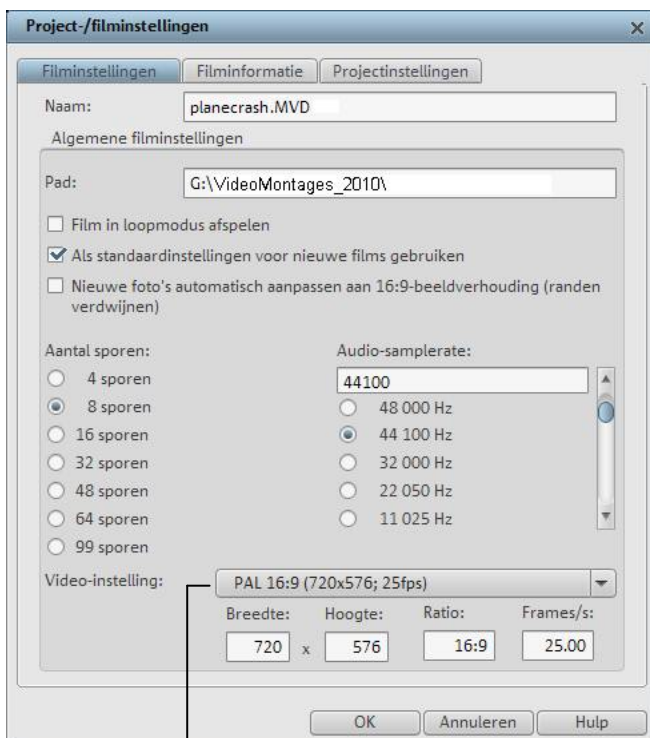 Project-/filminstellingen
Filminstellingen
Filminformatie
Projectinstellingen
Naam:
planecrash.MVD
Algemene filminstellingen
Pad:
G:\VideoMontages_2010\
Film in loopmodus afspelen
Als standaardinstellingen voor nieuwe films gebruiken
Nieuwe foto's automatisch aanpassen aan 16:9-beeldverhouding (randen
verdwijnen)
Aantal sporen:
4 sporen
8 sporen
16 sporen
32 sporen
48 sporen
64 sporen
99 sporen
Audio-samplerate:
44100
48 000 Hz
44 100 Hz
32 000 Hz
22 050 Hz
11 025 Hz
Video-instelling:
PAL 16:9 (720x576; 25fps)
Breedte: Hoogte: Ratio: Frames/s:
720 x 576 16:9 25.00
OK Annuleren Hulp